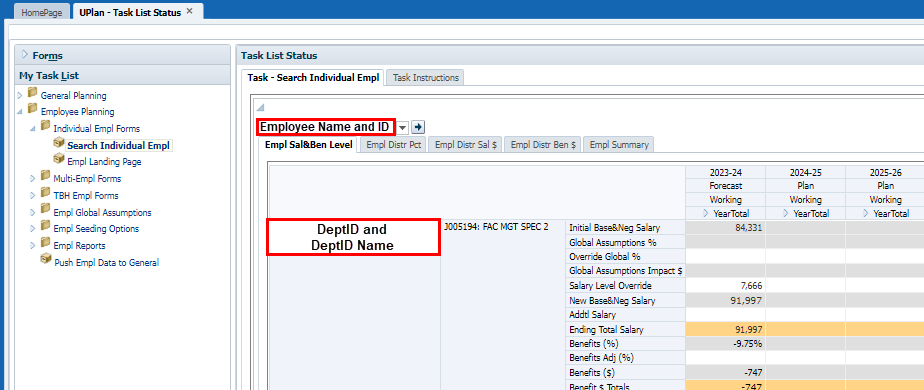 HomePage
UPlan - Task List Status ×
Forms
My Task List
General Planning
Employee Planning
Individual Empl Forms
Search Individual Empl
Empl Landing Page
Multi-Empl Forms
TBH Empl Forms
Empl Global Assumptions
Empl Seeding Options
Empl Reports
Push Empl Data to General
Task List Status
Task - Search Individual Empl
Task Instructions
Employee Name and ID
Empl Sal&Ben Level
Empl Distr Pct
Empl Distr Sal $
Empl Distr Ben $
Empl Summary
2023-24 2024-25 2025-26
Forecast Plan Plan
Working Working Working
YearTotal YearTotal YearTotal
DeptID and
DeptID Name
J005194: FAC MGT SPEC 2
Initial Base&Neg Salary 84,331
Global Assumptions %
Override Global %
Global Assumptions Impact $
Salary Level Override 7,666
New Base&Neg Salary 91,997
Addtl Salary
Ending Total Salary 91,997
Benefits (%) -9.75%
Benefits Adj (%)
Benefits ($) -747
Benefit $ Totals -747